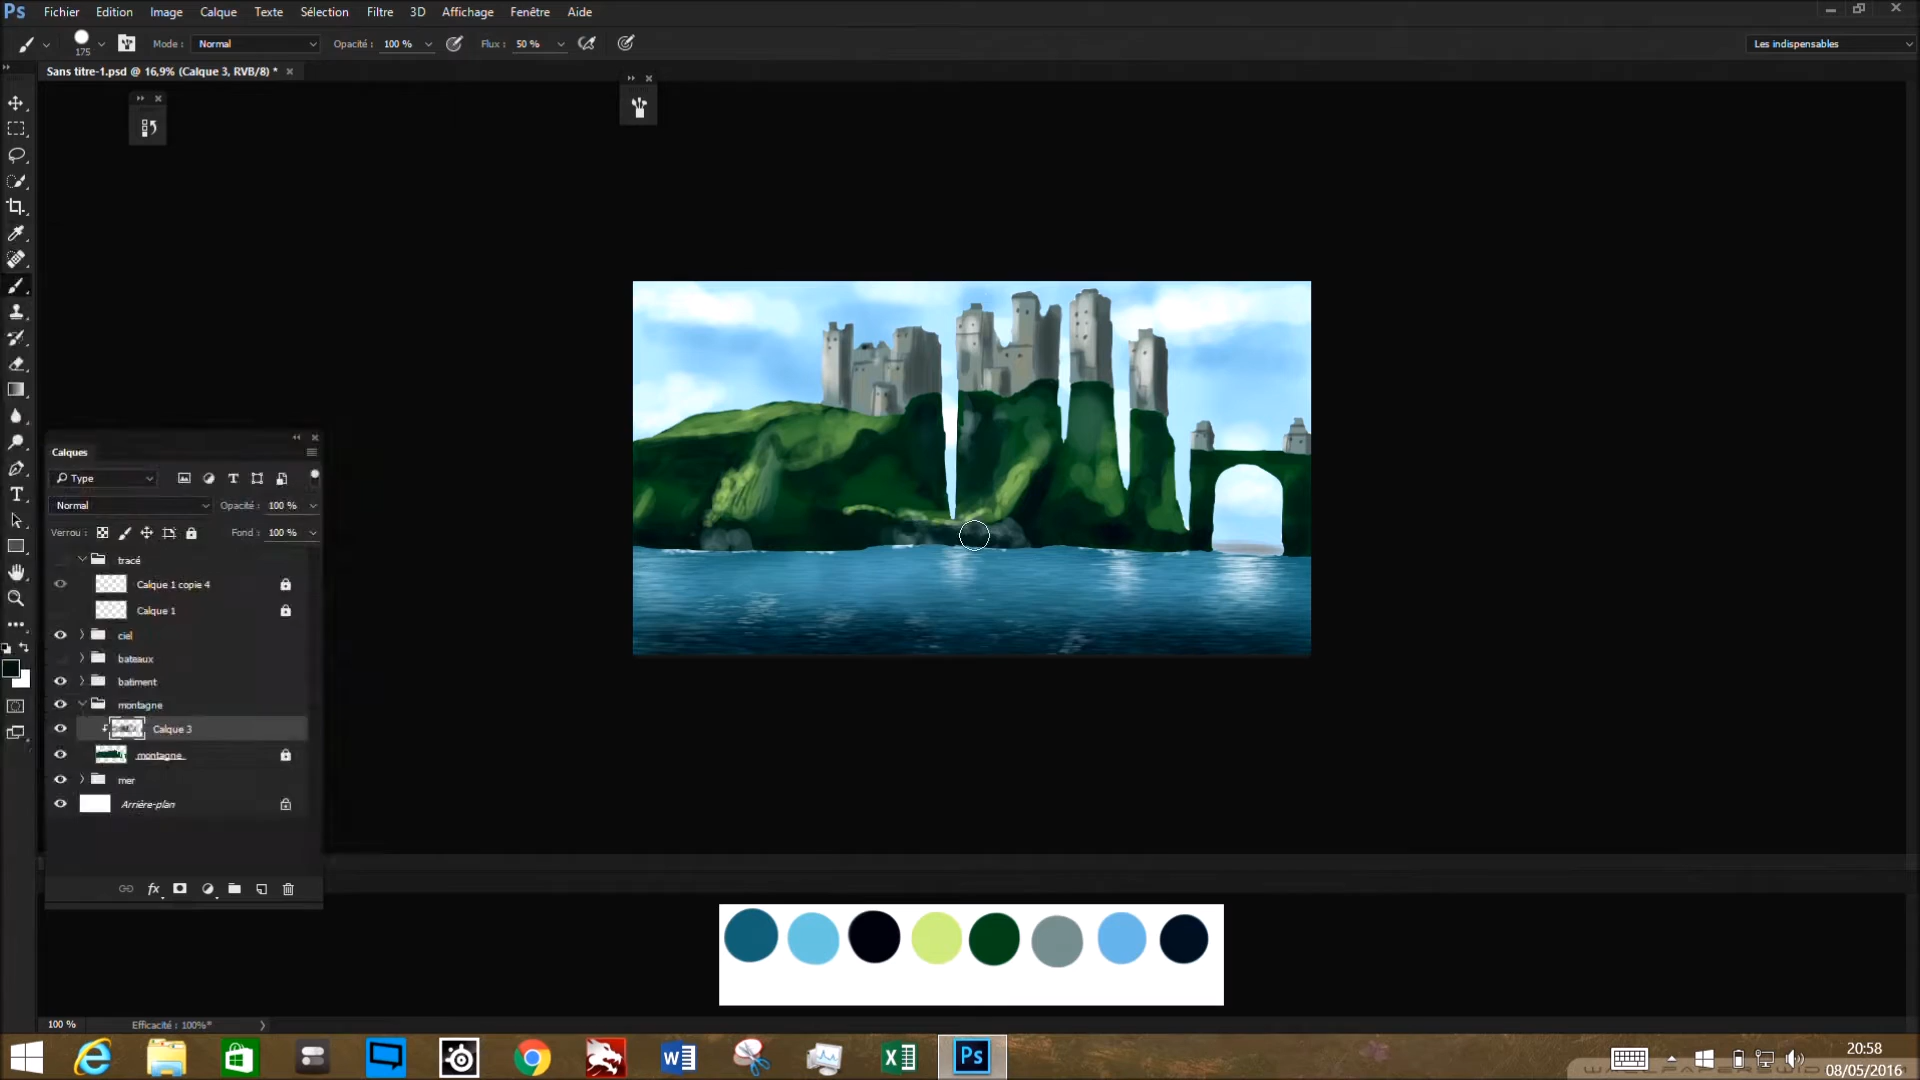 Ps Fichier Edition Image Calque Texte Sélection Filtre 3D Affichage Fenêtre Aide
175 Mode : Normal Opacité : 100 % Flux : 50 % Les indispensables
Sans titre-1.psd @ 16,9% (Calque 3, RVB/8) *
Calques
Type
Normal Opacité : 100 %
Verrou : Fond : 100 %
tracé
Calque 1 copie 4
Calque 1
ciel
bateaux
batiment
montagne
Calque 3
montagne
mer
Arrière-plan
fx
100 % Efficacité : 100%*
Ps
20:58
08/05/2016